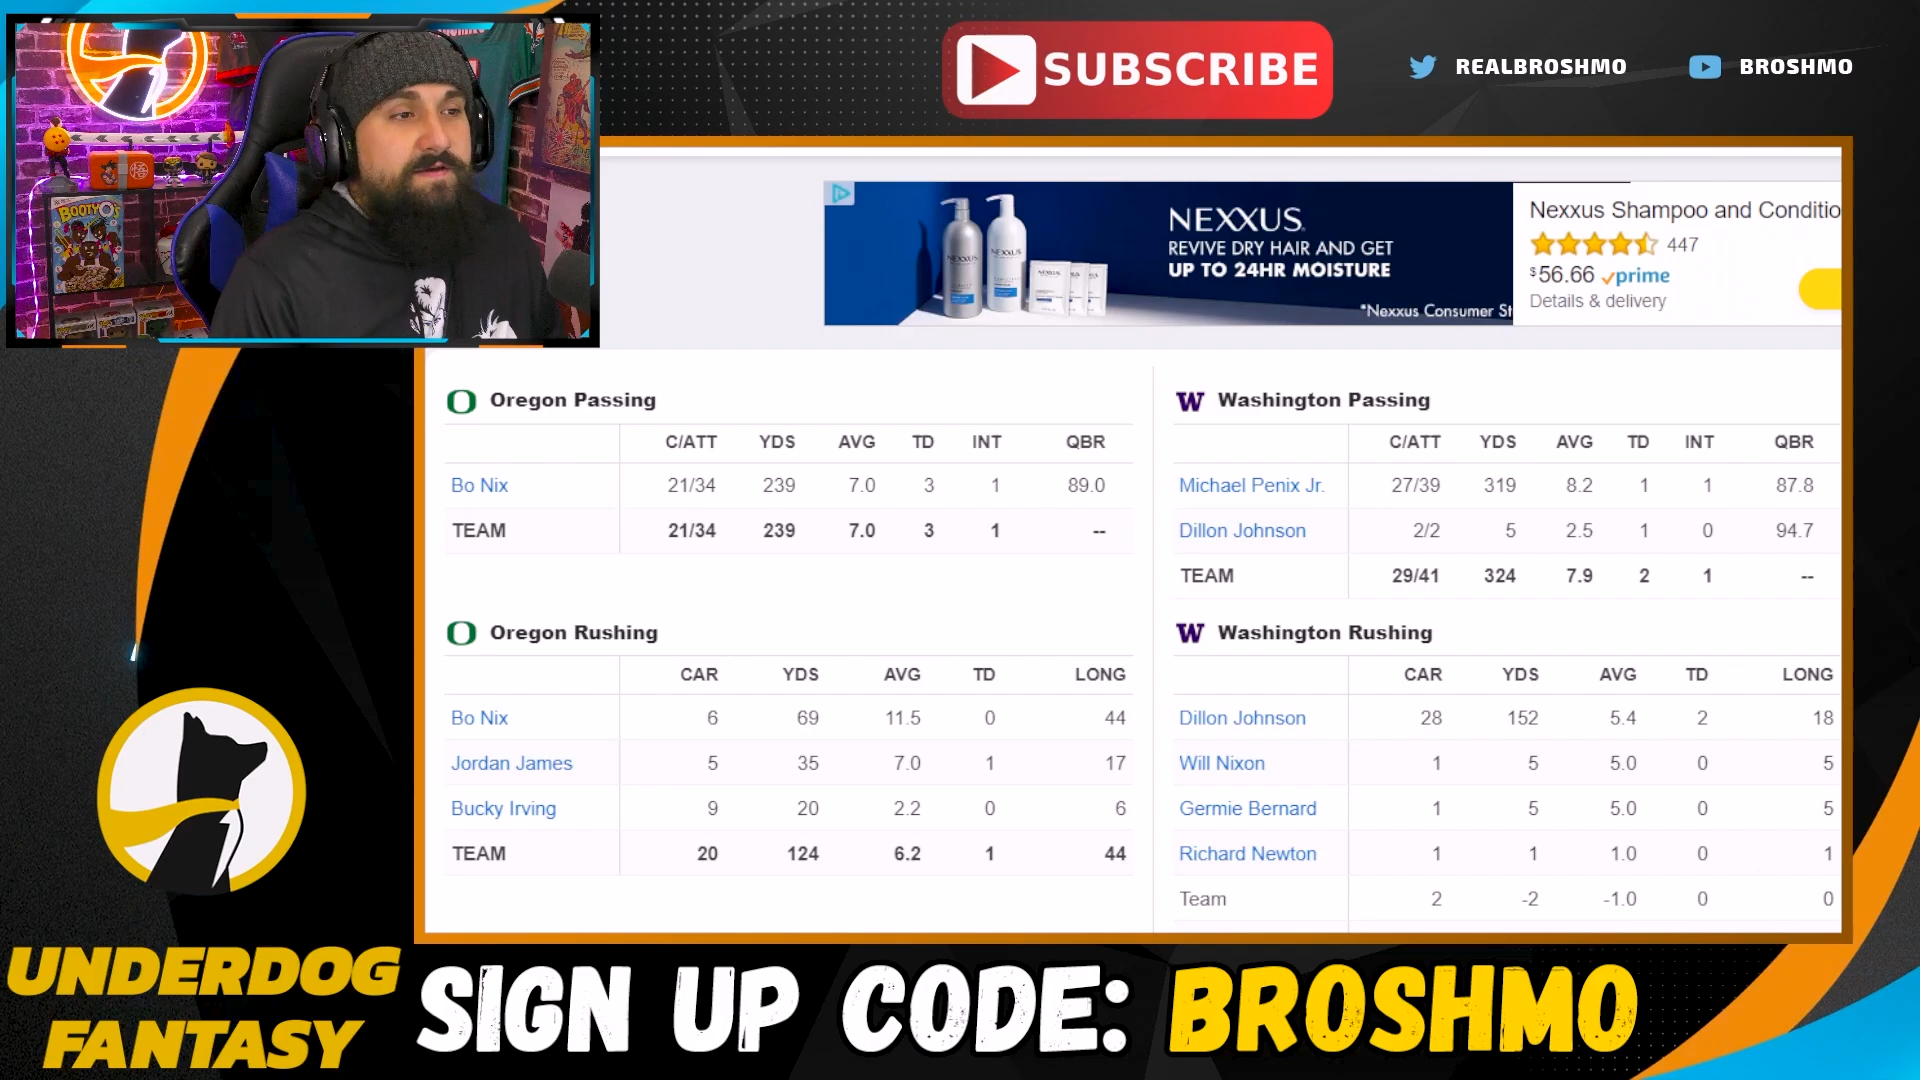 SUBSCRIBE
REALBROSHMO
BROSHMO
BOOTY O'S
NEXXUS
REVIVE DRY HAIR AND GET
UP TO 24HR MOISTURE
*Nexxus Consumer St
Nexxus Shampoo and Conditio
447
$56.66 prime
Details & delivery
Oregon Passing
C/ATT YDS AVG TD INT QBR
Bo Nix 21/34 239 7.0 3 1 89.0
TEAM 21/34 239 7.0 3 1 --
Washington Passing
C/ATT YDS AVG TD INT QBR
Michael Penix Jr. 27/39 319 8.2 1 1 87.8
Dillon Johnson 2/2 5 2.5 1 0 94.7
TEAM 29/41 324 7.9 2 1 --
Oregon Rushing
CAR YDS AVG TD LONG
Bo Nix 6 69 11.5 0 44
Jordan James 5 35 7.0 1 17
Bucky Irving 9 20 2.2 0 6
TEAM 20 124 6.2 1 44
Washington Rushing
CAR YDS AVG TD LONG
Dillon Johnson 28 152 5.4 2 18
Will Nixon 1 5 5.0 0 5
Germie Bernard 1 5 5.0 0 5
Richard Newton 1 1 1.0 0 1
Team 2 -2 -1.0 0 0
UNDERDOG
FANTASY
SIGN UP CODE: BROSHMO